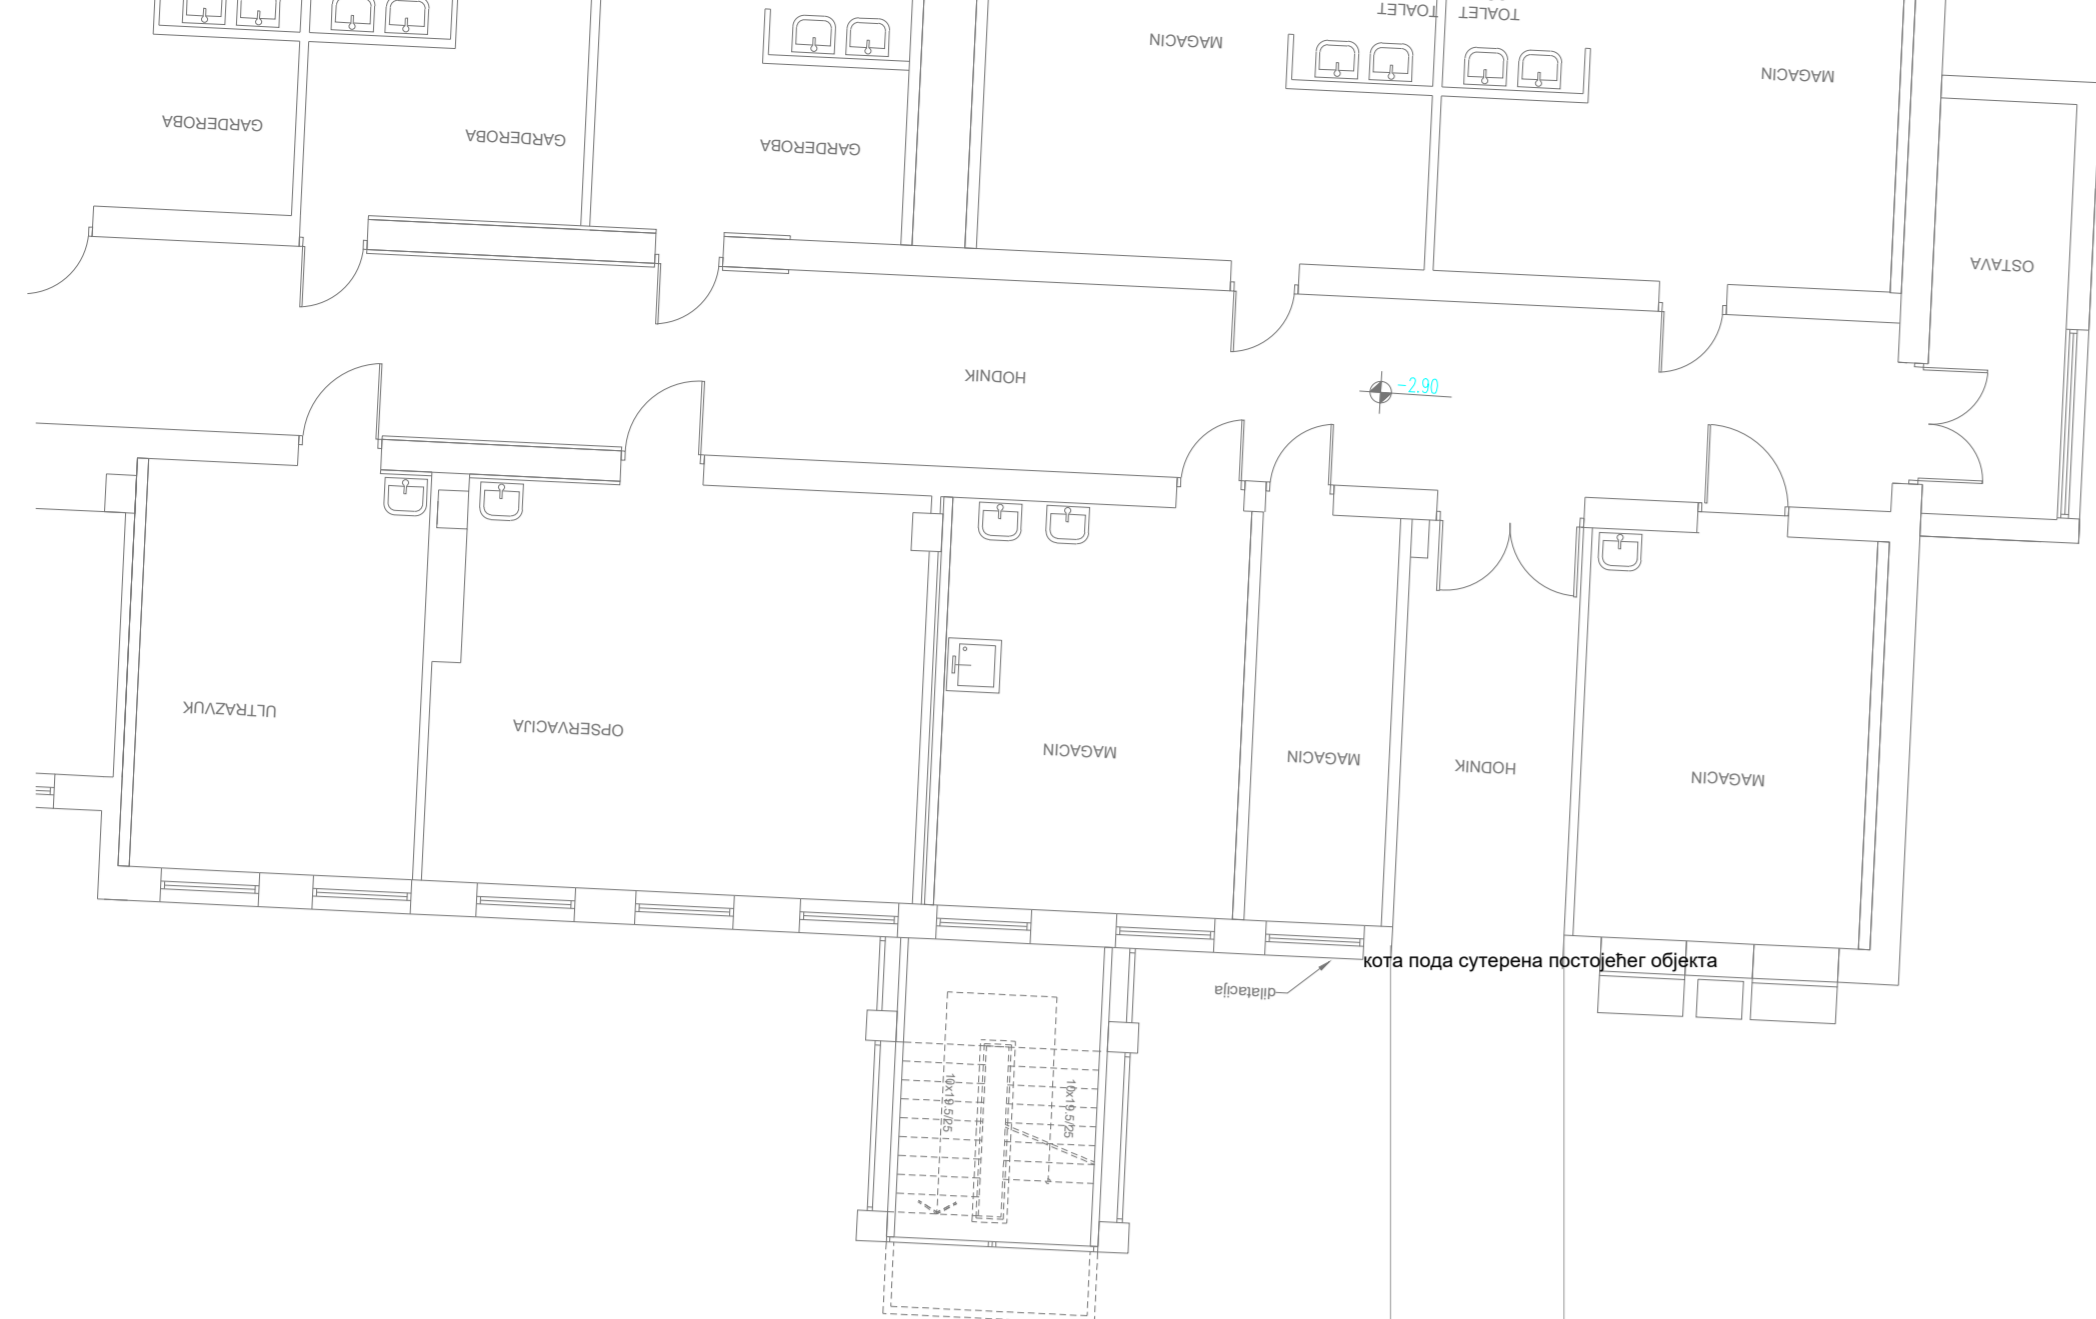 TOALET
TOALET
MAGACIN
MAGACIN
GARDEROBA
GARDEROBA
GARDEROBA
OSTAVA
HODNIK
-2.90
ULTRAZVUK
OPSERVACIJA
MAGACIN
MAGACIN
HODNIK
MAGACIN
кота пода сутерена постојећег објекта
dilatacija
10x19.5/25
10x19.5/25